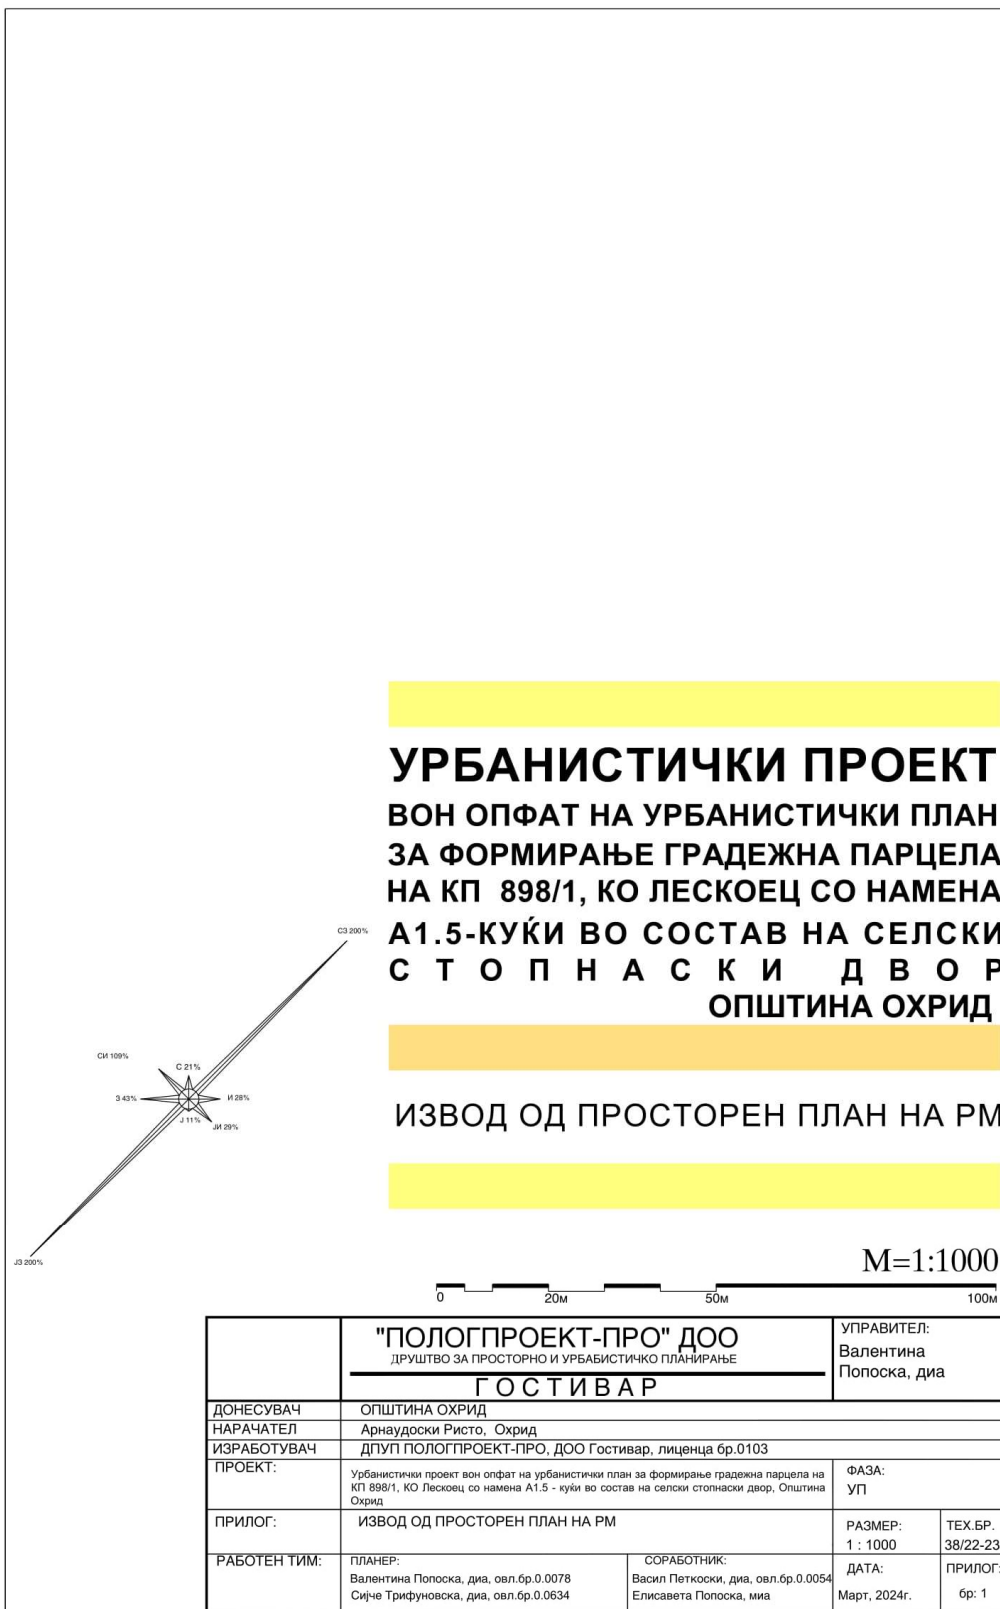 УРБАНИСТИЧКИ ПРОЕКТ
ВОН ОПФАТ НА УРБАНИСТИЧКИ ПЛАН
ЗА ФОРМИРАЊЕ ГРАДЕЖНА ПАРЦЕЛА
НА КП 898/1, КО ЛЕСКОЕЦ СО НАМЕНА
А1.5-КУЌИ ВО СОСТАВ НА СЕЛСКИ
СТОПНАСКИ ДВОР
ОПШТИНА ОХРИД
ИЗВОД ОД ПРОСТОРЕН ПЛАН НА РМ
СЗ 200%
СИ 109%
С 21%
З 43%
И 28%
Ј 11%
ЈИ 29%
ЈЗ 200%
М=1:1000
0 20м 50м 100м
"ПОЛОГПРОЕКТ-ПРО" ДОО
ДРУШТВО ЗА ПРОСТОРНО И УРБАБИСТИЧКО ПЛАНИРАЊЕ
ГОСТИВАР
УПРАВИТЕЛ:
Валентина
Попоска, диа
ДОНЕСУВАЧ ОПШТИНА ОХРИД
НАРАЧАТЕЛ Арнаудоски Ристо, Охрид
ИЗРАБОТУВАЧ ДПУП ПОЛОГПРОЕКТ-ПРО, ДОО Гостивар, лиценца бр.0103
ПРОЕКТ:
Урбанистички проект вон опфат на урбанистички план за формирање градежна парцела на
КП 898/1, КО Лескоец со намена А1.5 - куќи во состав на селски стопнаски двор, Општина
Охрид
ФАЗА:
УП
ПРИЛОГ: ИЗВОД ОД ПРОСТОРЕН ПЛАН НА РМ
РАЗМЕР:
1 : 1000
ТЕХ.БР.
38/22-23
РАБОТЕН ТИМ:
ПЛАНЕР:
Валентина Попоска, диа, овл.бр.0.0078
Сијче Трифуновска, диа, овл.бр.0.0634
СОРАБОТНИК:
Васил Петкоски, диа, овл.бр.0.0054
Елисавета Попоска, миа
ДАТА:
Март, 2024г.
ПРИЛОГ:
бр: 1